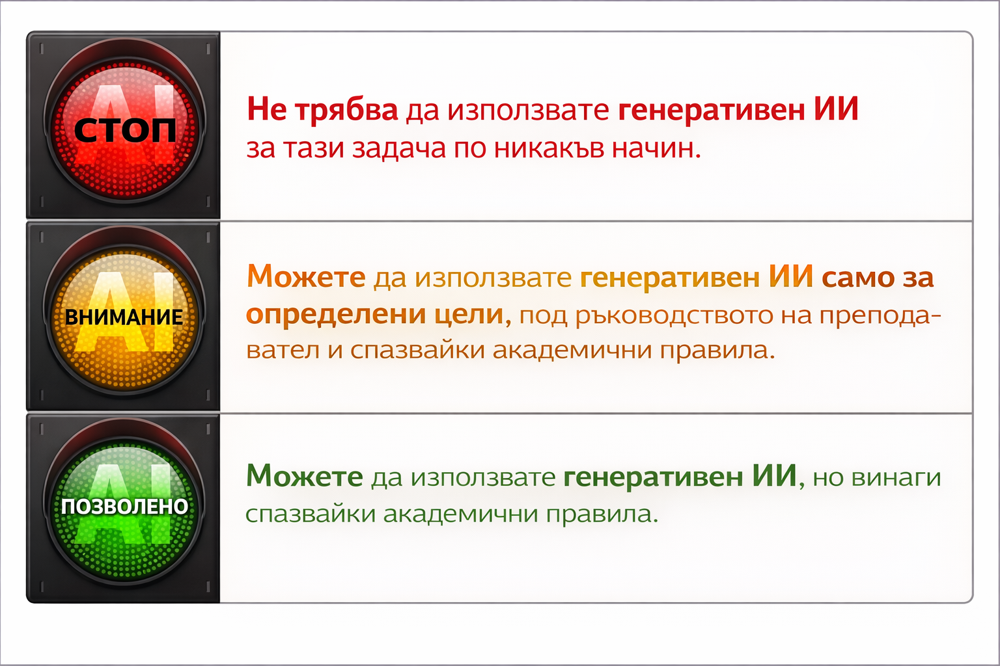 AI
СТОП
Не трябва да използвате генеративен ИИ
за тази задача по никакъв начин.
AI
ВНИМАНИЕ
Можете да използвате генеративен ИИ само за
определени цели, под ръководството на препода-
вател и спазвайки академични правила.
AI
ПОЗВОЛЕНО
Можете да използвате генеративен ИИ, но винаги
спазвайки академични правила.